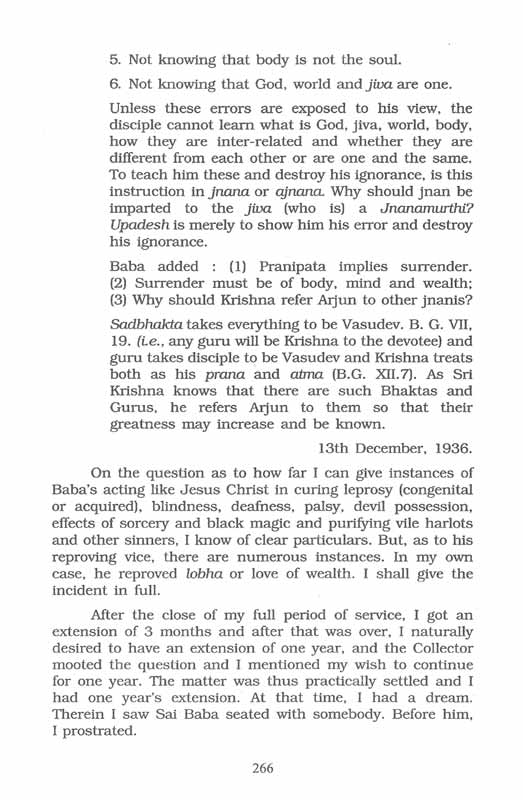 5. Not knowing that body is not the soul.
6. Not knowing that God, world and jiva are one.
Unless these errors are exposed to his view, the
disciple cannot learn what is God, jiva, world, body,
how they are inter-related and whether they are
different from each other or are one and the same.
To teach him these and destroy his ignorance, is this
instruction in jnana or ajnana. Why should jnan be
imparted to the jiva (who is) a Jnanamurthi?
Upadesh is merely to show him his error and destroy
his ignorance.
Baba added : (1) Pranipata implies surrender.
(2) Surrender must be of body, mind and wealth;
(3) Why should Krishna refer Arjun to other jnanis?
Sadbhakta takes everything to be Vasudev. B. G. VII,
19. (i.e., any guru will be Krishna to the devotee) and
guru takes disciple to be Vasudev and Krishna treats
both as his prana and atma (B.G. XII.7). As Sri
Krishna knows that there are such Bhaktas and
Gurus, he refers Arjun to them so that their
greatness may increase and be known.
13th December, 1936.
On the question as to how far I can give instances of
Baba's acting like Jesus Christ in curing leprosy (congenital
or acquired), blindness, deafness, palsy, devil possession,
effects of sorcery and black magic and purifying vile harlots
and other sinners, I know of clear particulars. But, as to his
reproving vice, there are numerous instances. In my own
case, he reproved lobha or love of wealth. I shall give the
incident in full.
After the close of my full period of service, I got an
extension of 3 months and after that was over, I naturally
desired to have an extension of one year, and the Collector
mooted the question and I mentioned my wish to continue
for one year. The matter was thus practically settled and I
had one year's extension. At that time, I had a dream.
Therein I saw Sai Baba seated with somebody. Before him,
I prostrated.
266